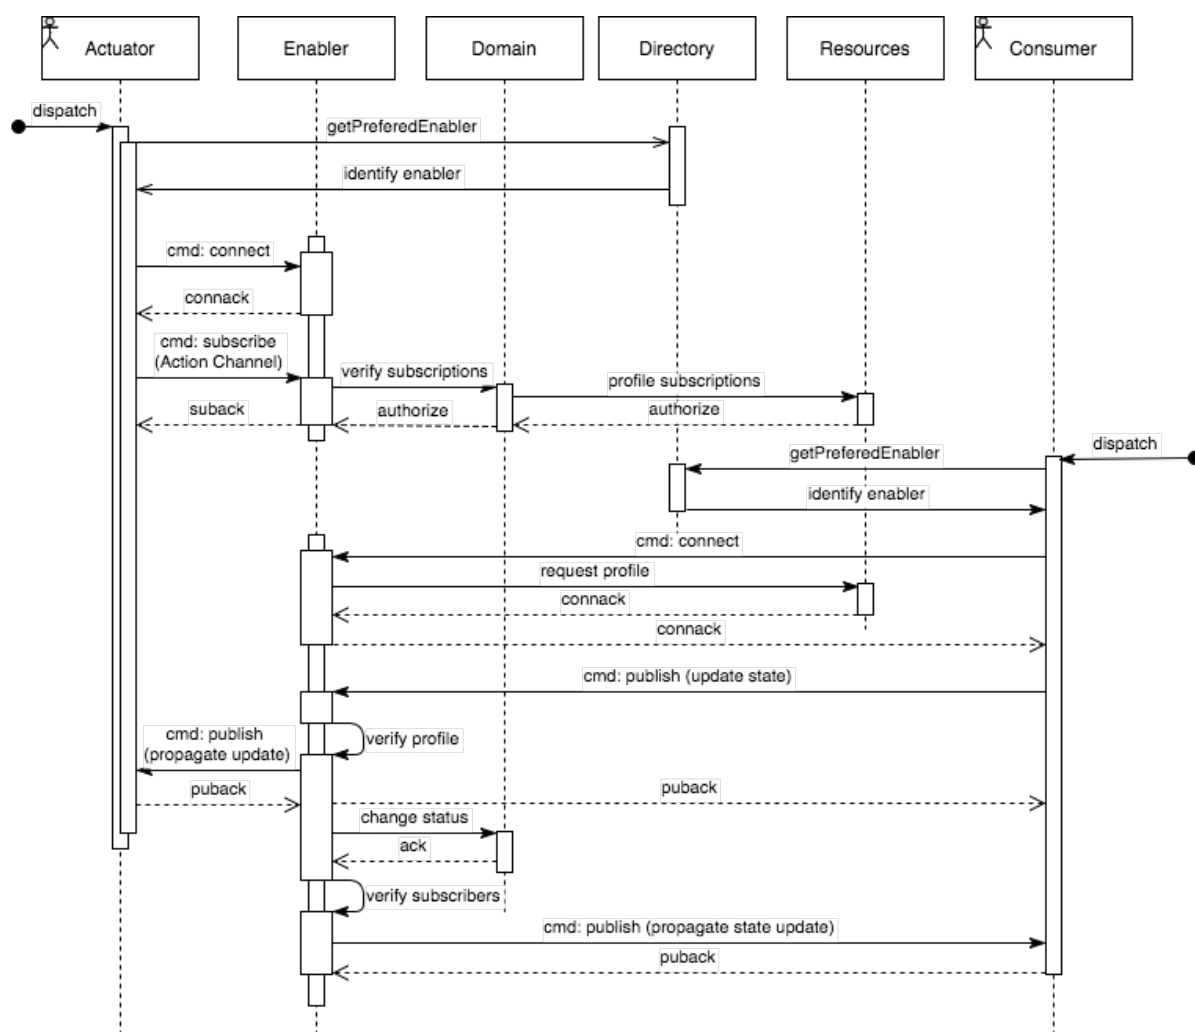 Actuator
Enabler
Domain
Directory
Resources
Consumer
dispatch
getPreferedEnabler
identify enabler
cmd: connect
connack
cmd: subscribe
(Action Channel)
verify subscriptions
profile subscriptions
suback
authorize
authorize
dispatch
getPreferedEnabler
identify enabler
cmd: connect
request profile
connack
connack
cmd: publish (update state)
cmd: publish
(propagate update)
verify profile
puback
puback
change status
ack
verify subscribers
cmd: publish (propagate state update)
puback